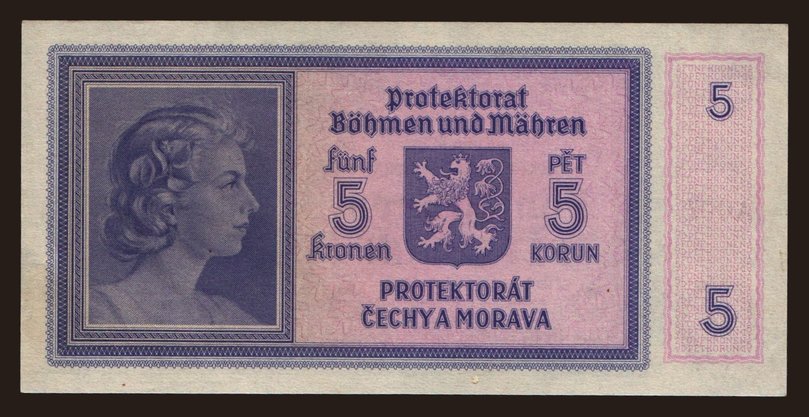 Protektorat
Böhmen und Mähren
fünf PĚT
5 5
Kronen KORUN
PROTEKTORÁT
ČECHY A MORAVA
5
5